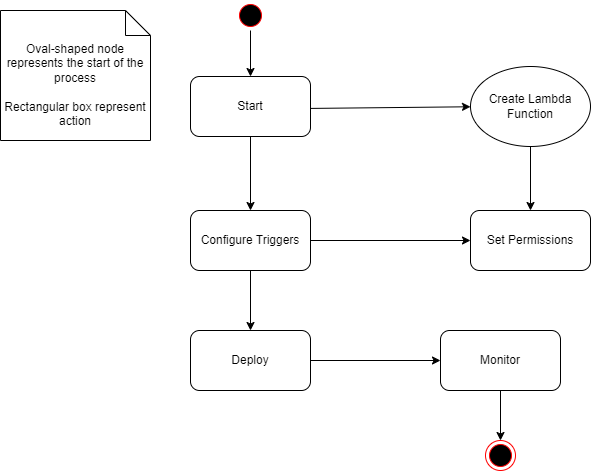 Oval-shaped node
represents the start of the
process
Rectangular box represent
action
Start
Create Lambda
Function
Configure Triggers
Set Permissions
Deploy
Monitor